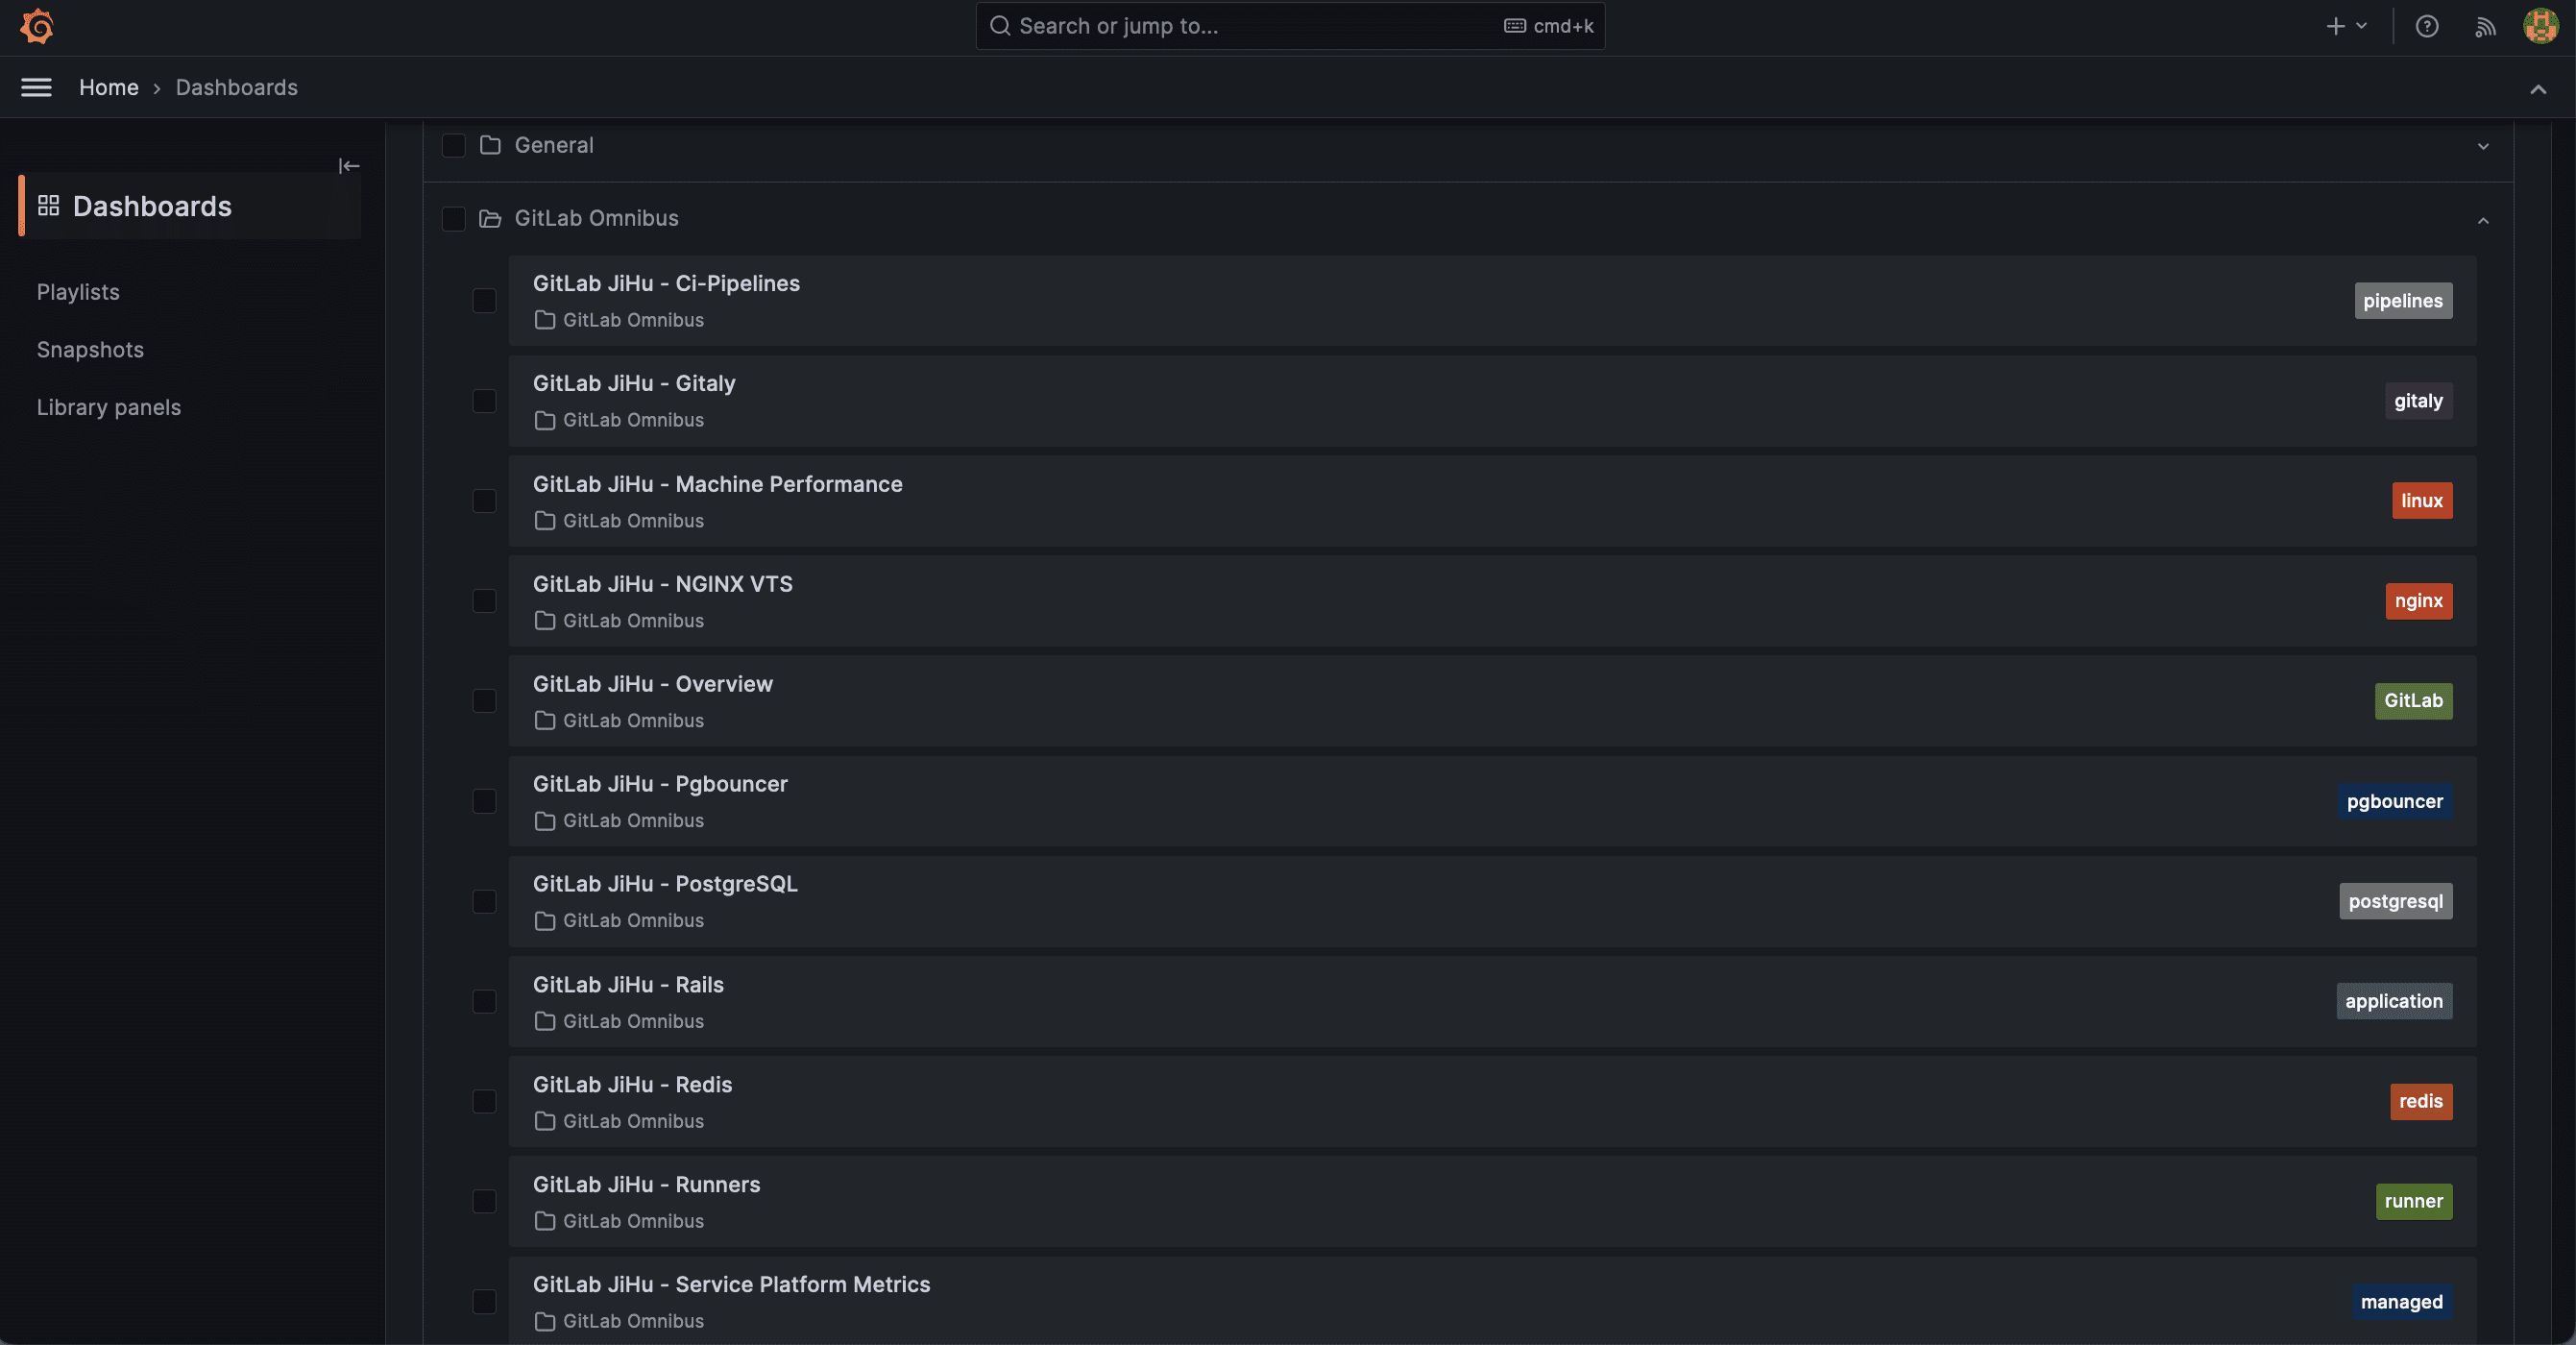 Search or jump to... cmd+k
Home › Dashboards
Dashboards
Playlists
Snapshots
Library panels
General
GitLab Omnibus
GitLab JiHu - Ci-Pipelines
GitLab Omnibus
pipelines
GitLab JiHu - Gitaly
GitLab Omnibus
gitaly
GitLab JiHu - Machine Performance
GitLab Omnibus
linux
GitLab JiHu - NGINX VTS
GitLab Omnibus
nginx
GitLab JiHu - Overview
GitLab Omnibus
GitLab
GitLab JiHu - Pgbouncer
GitLab Omnibus
pgbouncer
GitLab JiHu - PostgreSQL
GitLab Omnibus
postgresql
GitLab JiHu - Rails
GitLab Omnibus
application
GitLab JiHu - Redis
GitLab Omnibus
redis
GitLab JiHu - Runners
GitLab Omnibus
runner
GitLab JiHu - Service Platform Metrics
GitLab Omnibus
managed